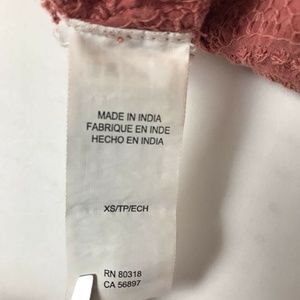 MADE IN INDIA
FABRIQUE EN INDE
HECHO EN INDIA
XS/TP/ECH
RN 80318
CA 56897